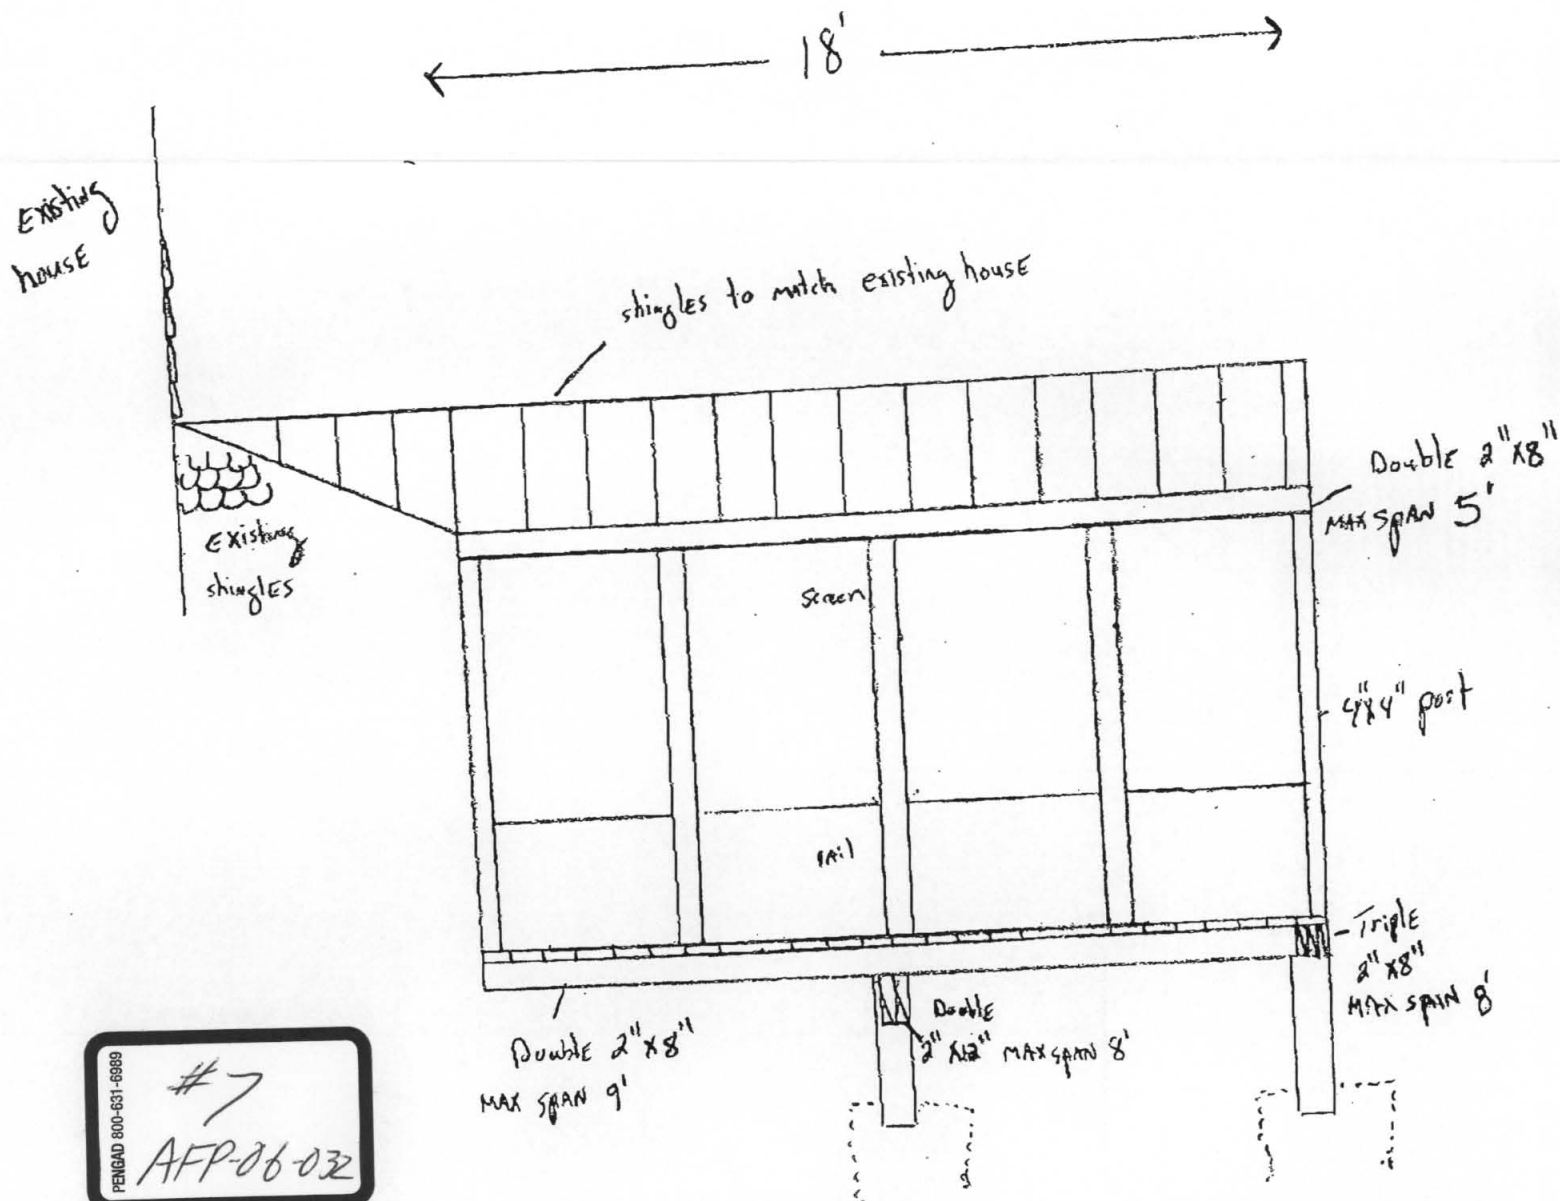 18'
Existing
house
shingles to match existing house
Double 2"x8"
MAX SPAN 5'
Existing
shingles
Screen
4"x4" post
rail
Triple
2"x8"
MAX SPAN 8'
Double
2"x12" MAX SPAN 8'
Double 2"x8"
MAX SPAN 9'
PENGAD 800-631-6989
#7
AFP-06-032